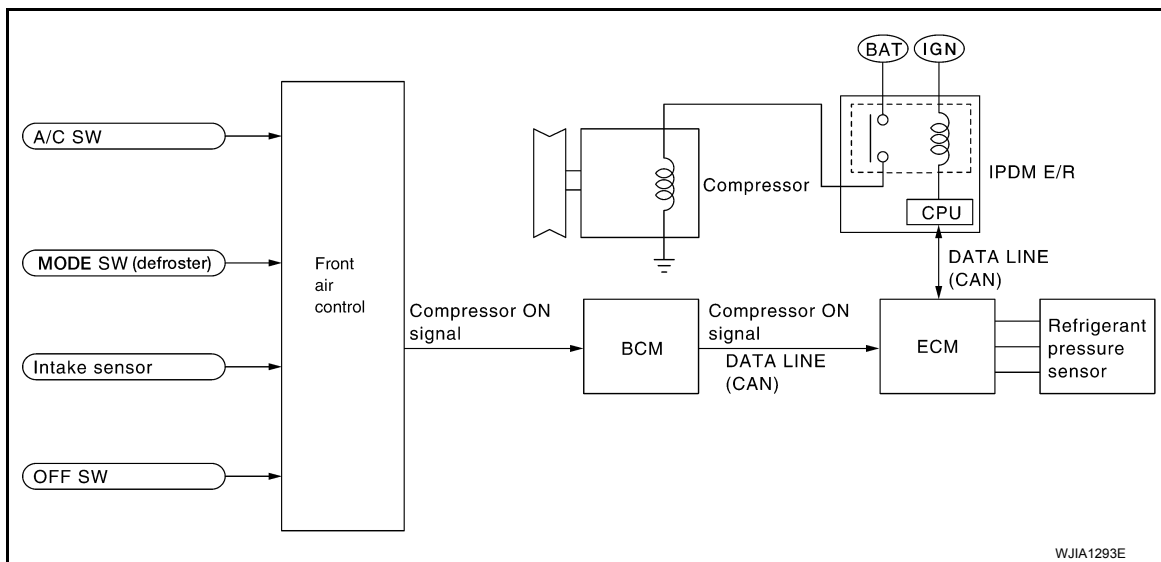 BAT
IGN
A/C SW
MODE SW (defroster)
Intake sensor
OFF SW
Front
air
control
Compressor
IPDM E/R
CPU
DATA LINE
(CAN)
Compressor ON
signal
BCM
Compressor ON
signal
DATA LINE
(CAN)
ECM
Refrigerant
pressure
sensor
WJIA1293E